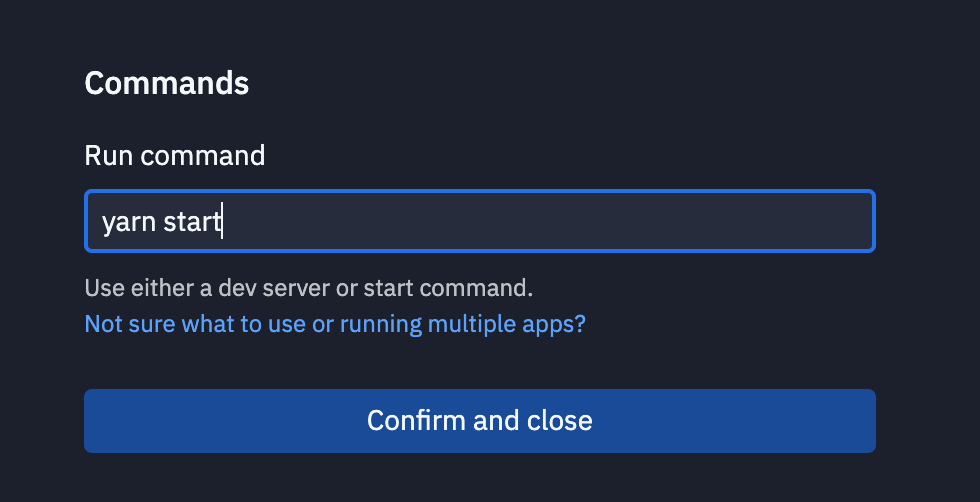 Commands
Run command
yarn start
Use either a dev server or start command.
Not sure what to use or running multiple apps?
Confirm and close